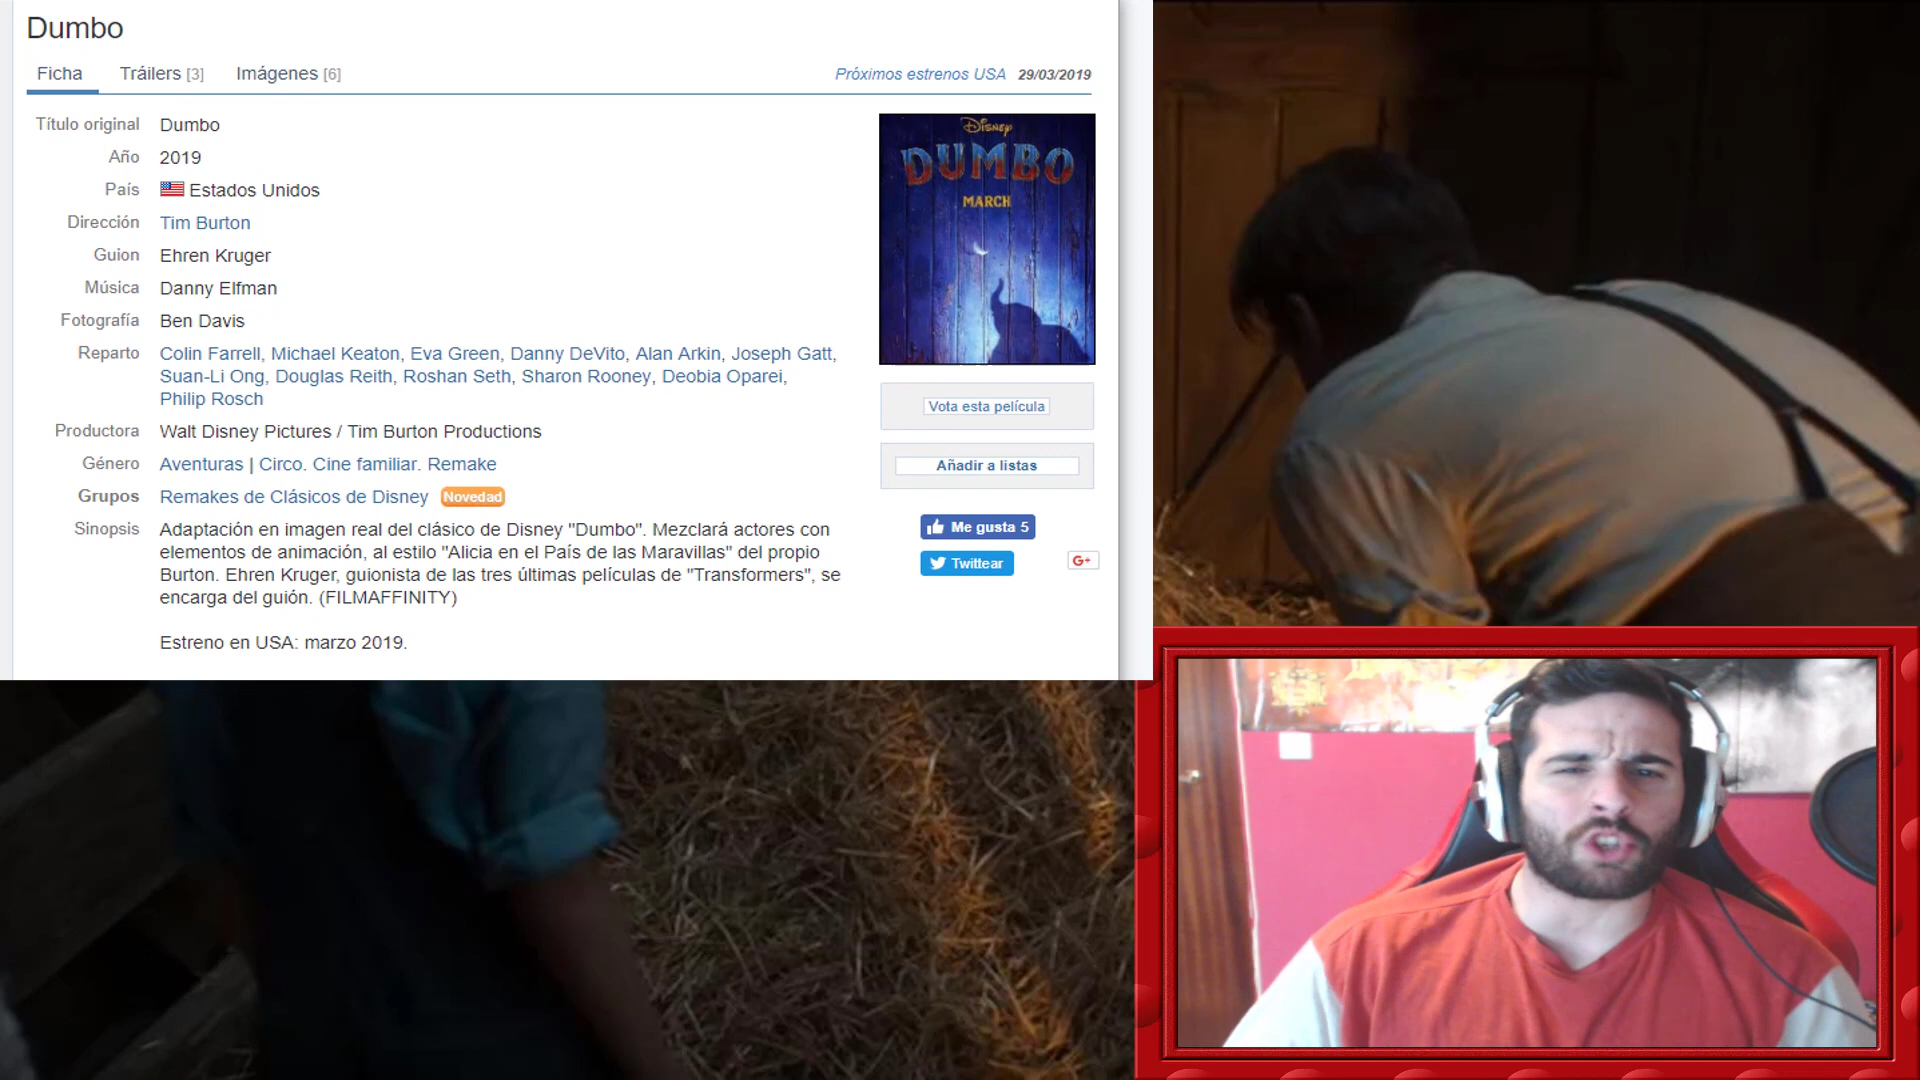 Dumbo
Ficha Tráilers [3] Imágenes [6] Próximos estrenos USA 29/03/2019
Título original Dumbo
Año 2019
País Estados Unidos
Dirección Tim Burton
Guion Ehren Kruger
Música Danny Elfman
Fotografía Ben Davis
Reparto Colin Farrell, Michael Keaton, Eva Green, Danny DeVito, Alan Arkin, Joseph Gatt,
Suan-Li Ong, Douglas Reith, Roshan Seth, Sharon Rooney, Deobia Oparei,
Philip Rosch
Productora Walt Disney Pictures / Tim Burton Productions
Género Aventuras | Circo. Cine familiar. Remake
Grupos Remakes de Clásicos de Disney Novedad
Sinopsis Adaptación en imagen real del clásico de Disney "Dumbo". Mezclará actores con
elementos de animación, al estilo "Alicia en el País de las Maravillas" del propio
Burton. Ehren Kruger, guionista de las tres últimas películas de "Transformers", se
encarga del guión. (FILMAFFINITY)
Estreno en USA: marzo 2019.
Disney
DUMBO
MARCH
Vota esta película
Añadir a listas
Me gusta 5
Twittear
G+